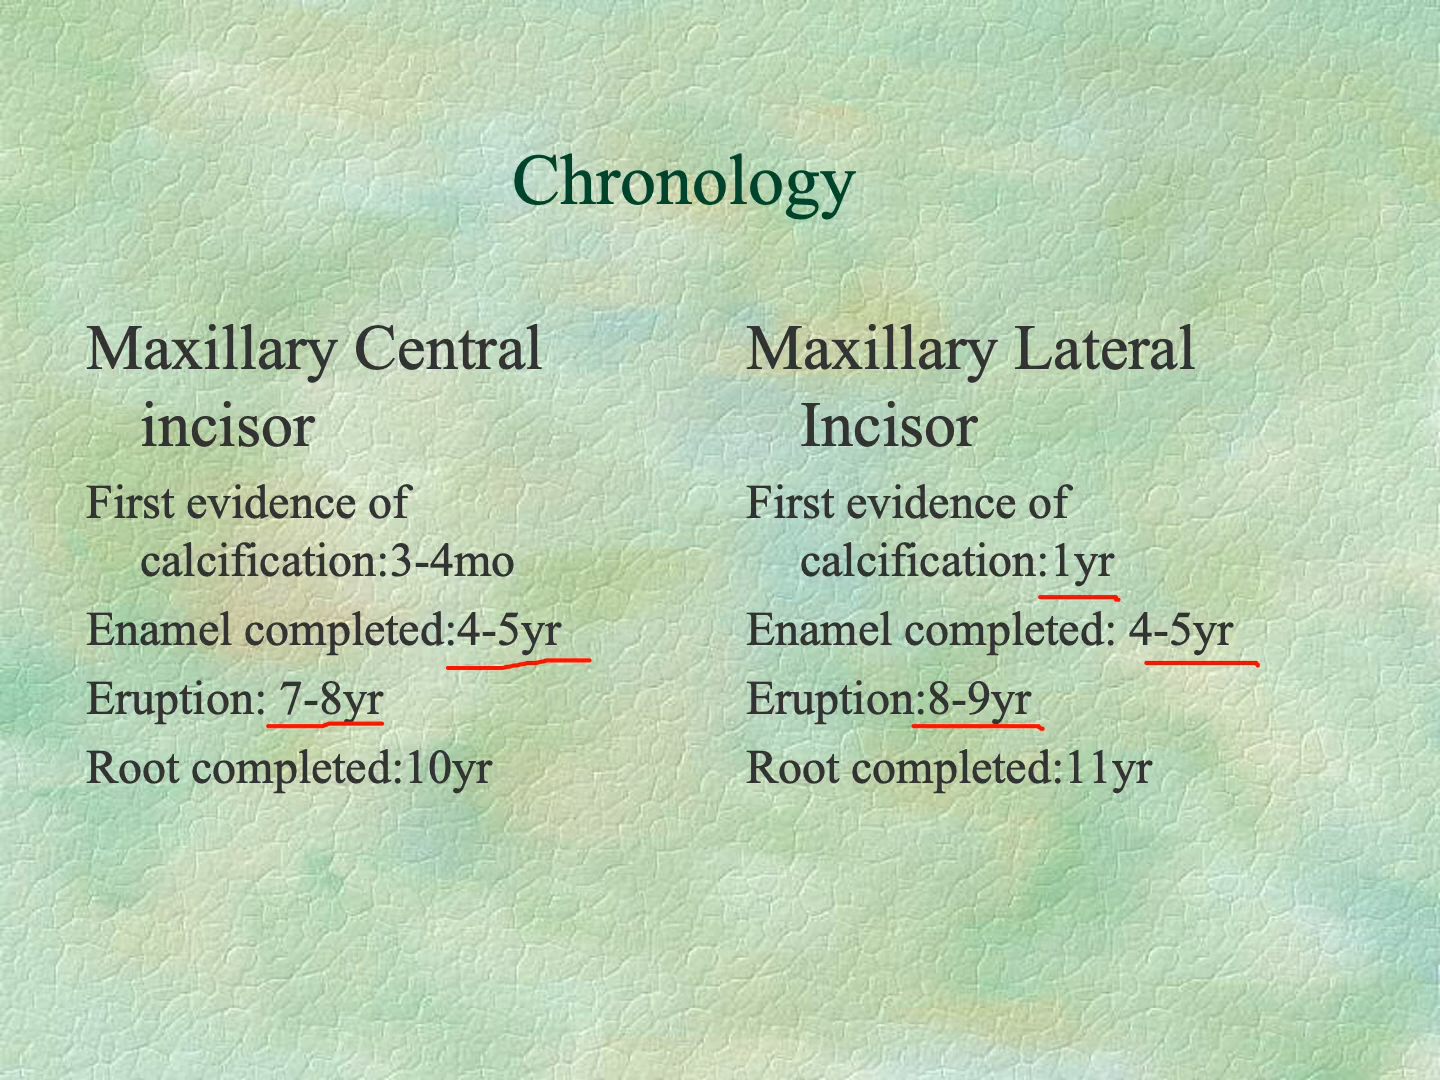 Chronology
Maxillary Central
incisor
First evidence of
calcification:3-4mo
Enamel completed:4-5yr
Eruption: 7-8yr
Root completed:10yr
Maxillary Lateral
Incisor
First evidence of
calcification:1yr
Enamel completed: 4-5yr
Eruption:8-9yr
Root completed:11yr